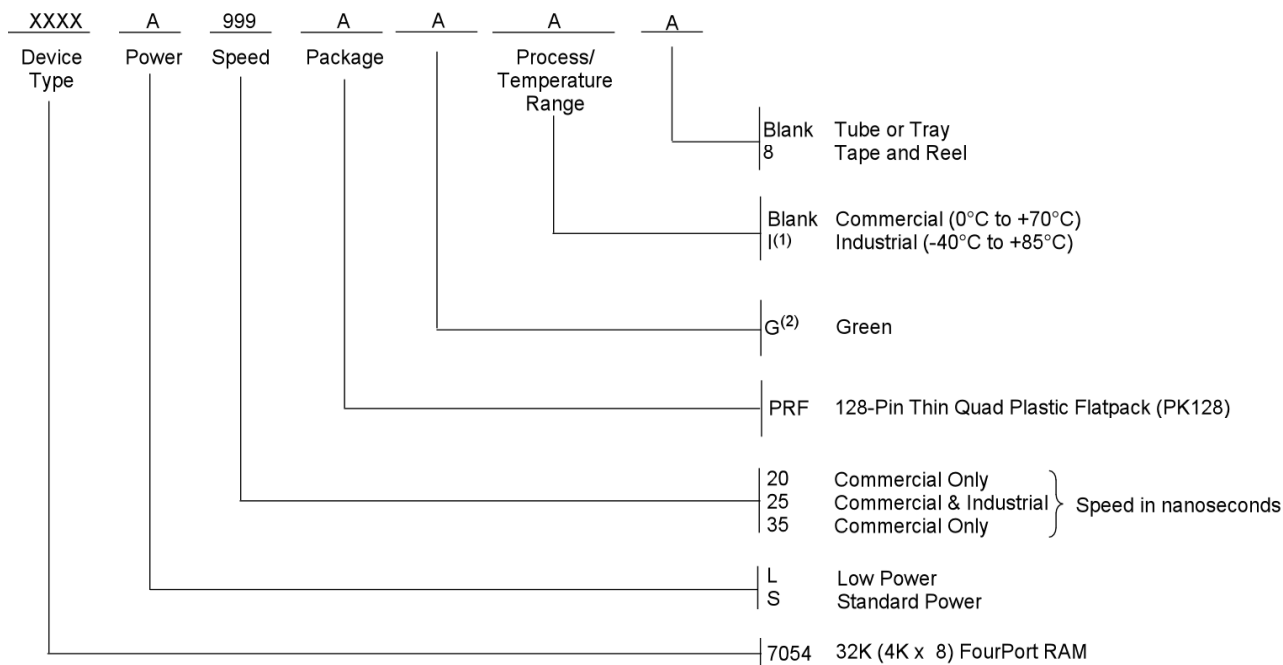 XXXX A 999 A A A A
Device Type Power Speed Package Process/ Temperature Range
Blank Tube or Tray
8 Tape and Reel
Blank Commercial (0°C to +70°C)
I(1) Industrial (-40°C to +85°C)
G(2) Green
PRF 128-Pin Thin Quad Plastic Flatpack (PK128)
20 Commercial Only
25 Commercial & Industrial Speed in nanoseconds
35 Commercial Only
L Low Power
S Standard Power
7054 32K (4K x 8) FourPort RAM